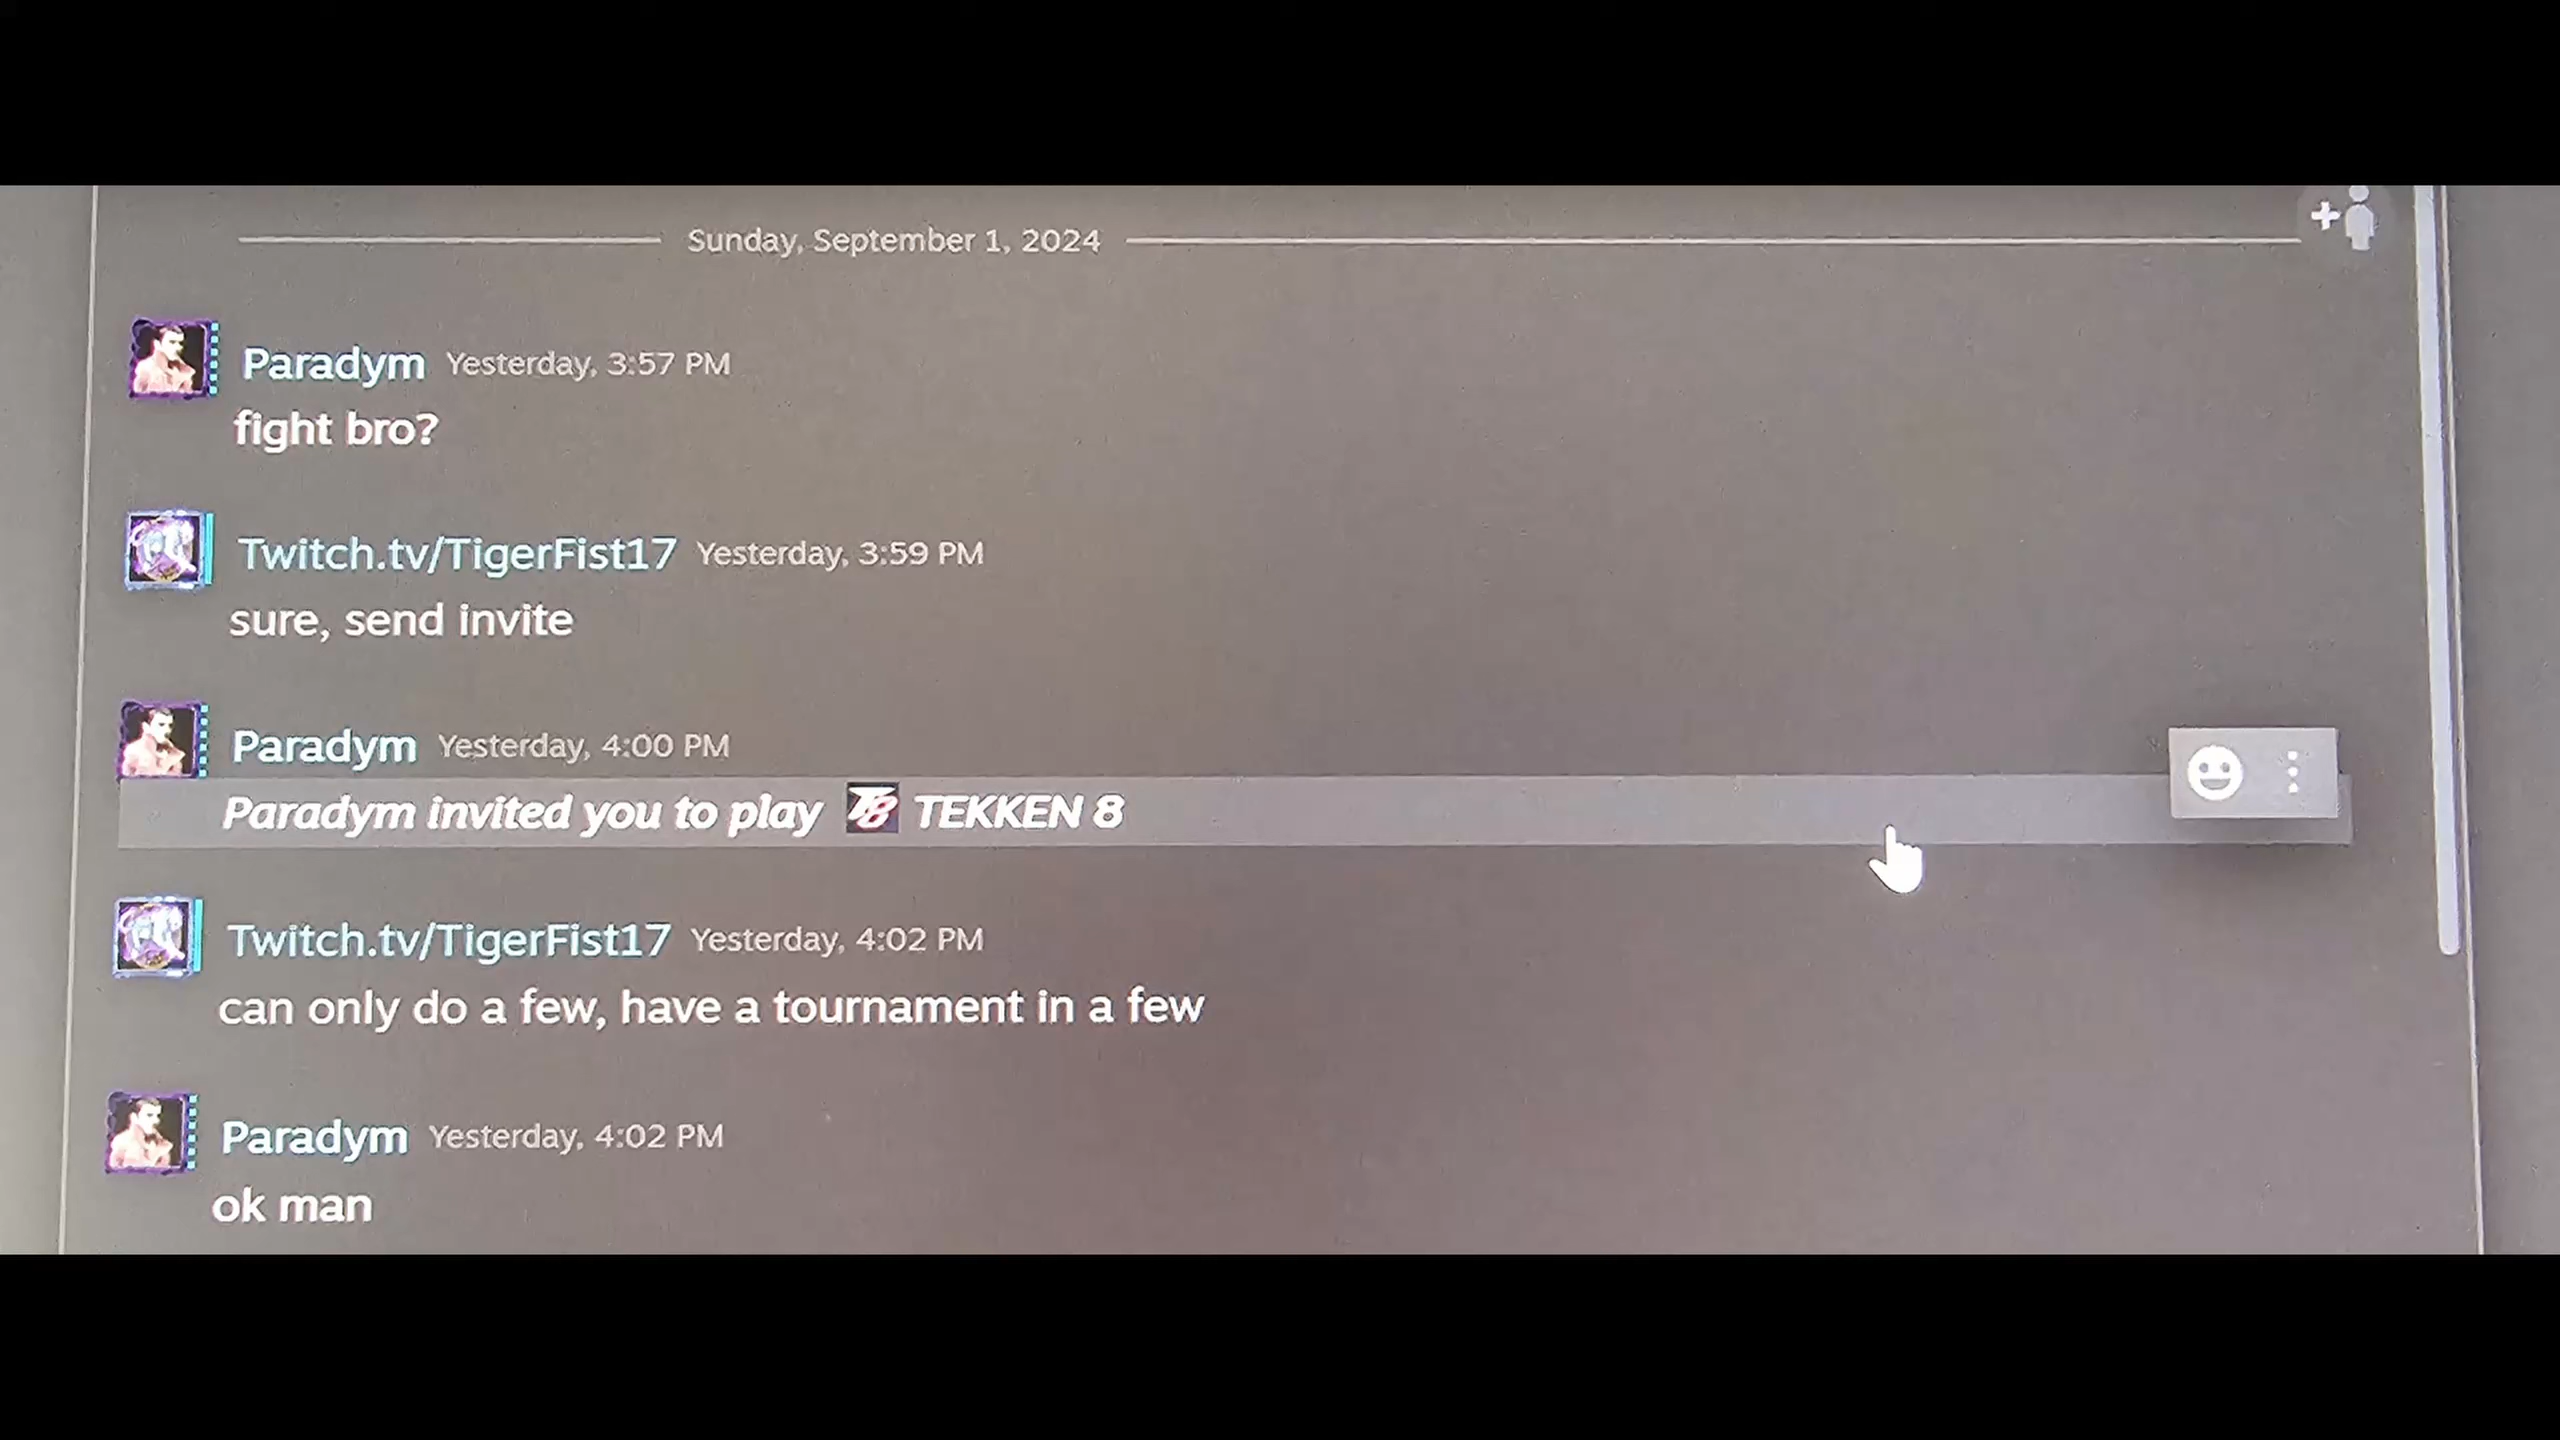 Sunday, September 1, 2024
Paradym Yesterday, 3:57 PM
fight bro?
Twitch.tv/TigerFist17 Yesterday, 3:59 PM
sure, send invite
Paradym Yesterday, 4:00 PM
Paradym invited you to play T8 TEKKEN 8
Twitch.tv/TigerFist17 Yesterday, 4:02 PM
can only do a few, have a tournament in a few
Paradym Yesterday, 4:02 PM
ok man